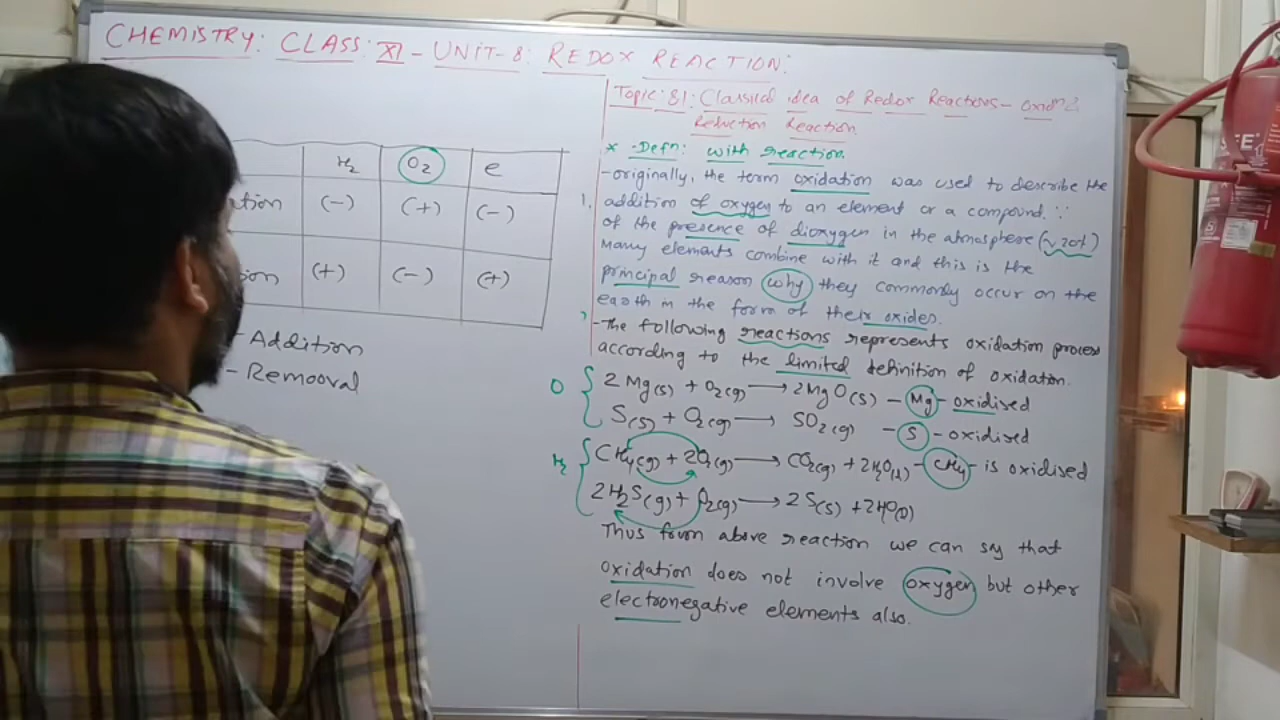 CHEMISTRY: CLASS: XI - UNIT-8: REDOX REACTION:
H₂ O₂ e
ation (-) (+) (-)
ion (+) (-) (+)
- Addition
- Remooval
Topic: 8.1: Classical idea of Redox Reactions - oxidn &
Reduction Reaction
* -Defn: with reaction.
- originally, the term oxidation was used to describe the
1. addition of oxygen to an element or a compound. ∵
of the presence of dioxygen in the atmosphere (~20%)
Many elements combine with it and this is the
principal reason why they commonly occur on the
earth in the form of their oxides.
- The following reactions represents oxidation process
according to the limited definition of oxidation.
O { 2 Mg(s) + O₂(g) → 2MgO(s) - Mg - oxidised
S(s) + O₂(g) → SO₂(g) - S - oxidised
H₂ { CH₄(g) + 2O₂(g) → CO₂(g) + 2H₂O(l) - CH₄ - is oxidised
2H₂S(g) + O₂(g) → 2 S(s) + 2H₂O(l)
Thus from above reaction we can say that
oxidation does not involve oxygen but other
electronegative elements also.